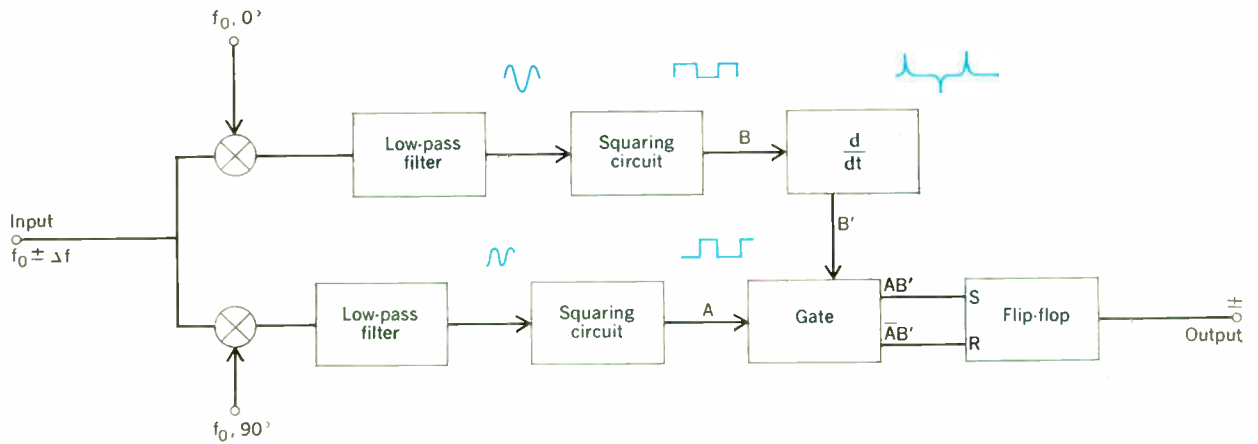 f₀, 0°
Low-pass
filter
Squaring
circuit
B
d
dt
Input
f₀ ± Δf
B'
Low-pass
filter
Squaring
circuit
A
Gate
AB'
A̅B'
S
R
Flip-flop
±
Output
f₀, 90°